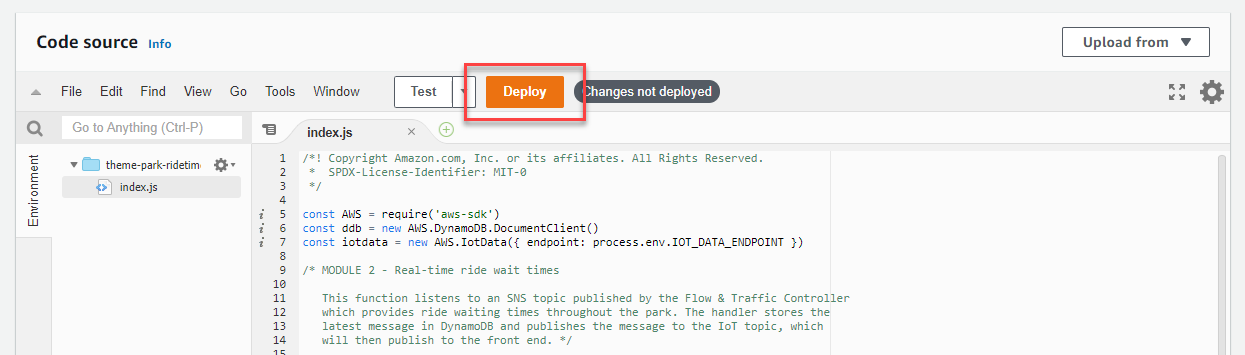 Code source Info
Upload from
File Edit Find View Go Tools Window Test Deploy Changes not deployed
Go to Anything (Ctrl-P)
index.js
Environment
theme-park-ridetime
index.js
1 /*! Copyright Amazon.com, Inc. or its affiliates. All Rights Reserved.
2 * SPDX-License-Identifier: MIT-0
3 */
4
5 const AWS = require('aws-sdk')
6 const ddb = new AWS.DynamoDB.DocumentClient()
7 const iotdata = new AWS.IotData({ endpoint: process.env.IOT_DATA_ENDPOINT })
8
9 /* MODULE 2 - Real-time ride wait times
10
11 This function listens to an SNS topic published by the Flow & Traffic Controller
12 which provides ride waiting times throughout the park. The handler stores the
13 latest message in DynamoDB and publishes the message to the IoT topic, which
14 will then publish to the front end. */
15